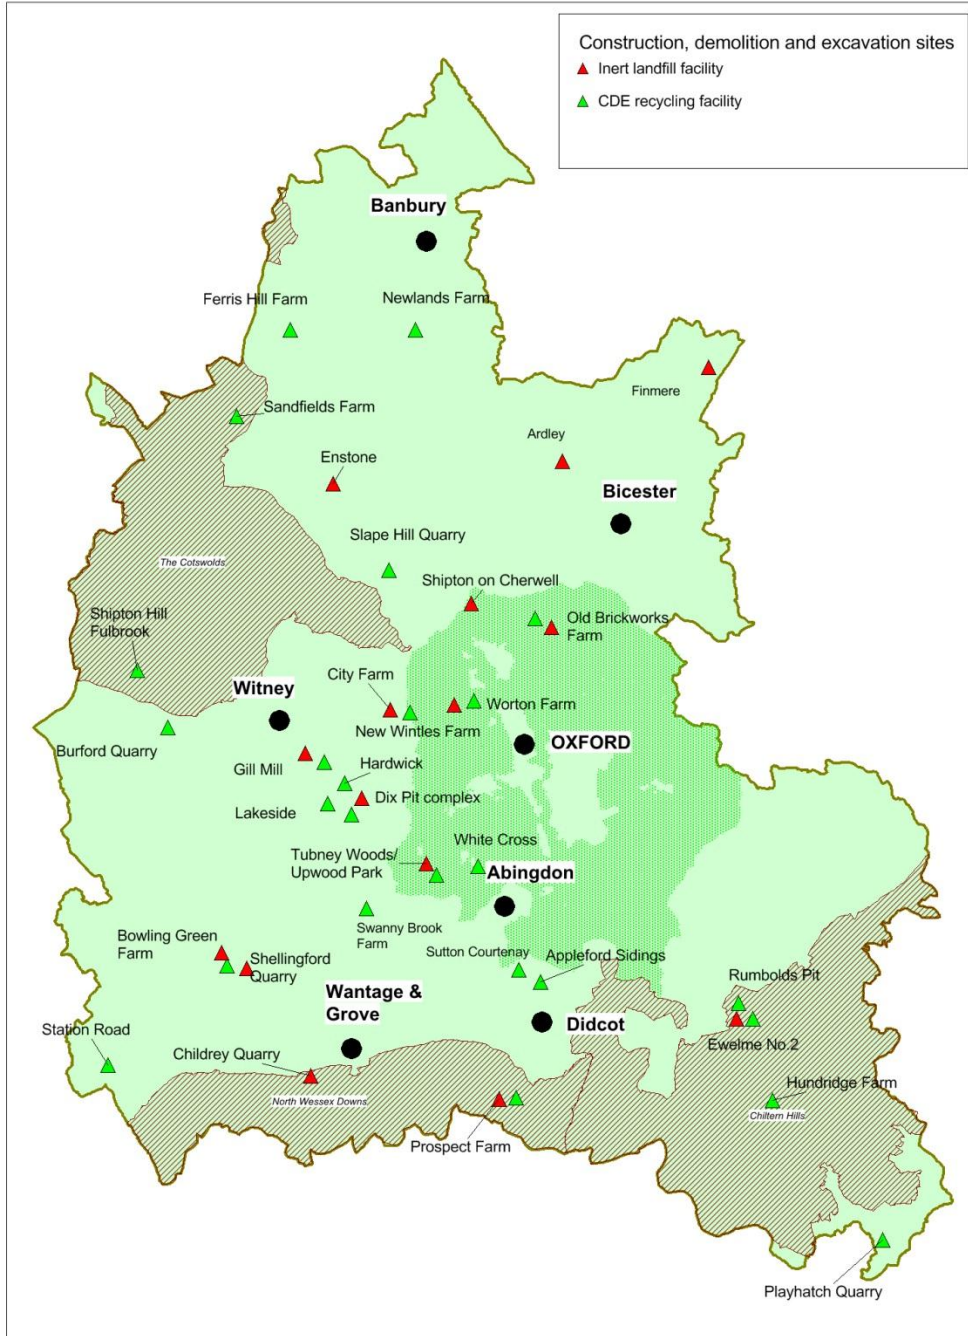 Construction, demolition and excavation sites
Inert landfill facility
CDE recycling facility
Banbury
Ferris Hill Farm
Newlands Farm
Finmere
Sandfields Farm
Ardley
Enstone
Bicester
Slape Hill Quarry
The Cotswolds
Shipton on Cherwell
Shipton Hill
Fulbrook
Old Brickworks
Farm
City Farm
Witney
Worton Farm
New Wintles Farm
OXFORD
Burford Quarry
Gill Mill
Hardwick
Dix Pit complex
Lakeside
White Cross
Tubney Woods/
Upwood Park
Abingdon
Swanny Brook
Farm
Bowling Green
Farm
Shellingford
Quarry
Sutton Courtenay
Appleford Sidings
Rumbolds Pit
Wantage &
Grove
Didcot
Station Road
Ewelme No.2
Childrey Quarry
North Wessex Downs
Hundridge Farm
Chiltern Hills
Prospect Farm
Playhatch Quarry